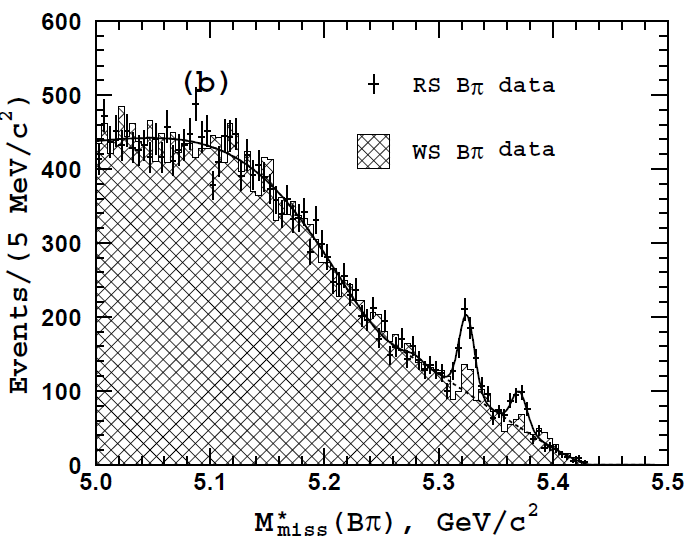 600
500
400
300
200
100
0
Events/(5 MeV/c²)
(b)
RS Bπ data
WS Bπ data
5.0 5.1 5.2 5.3 5.4 5.5
M*miss(Bπ), GeV/c²